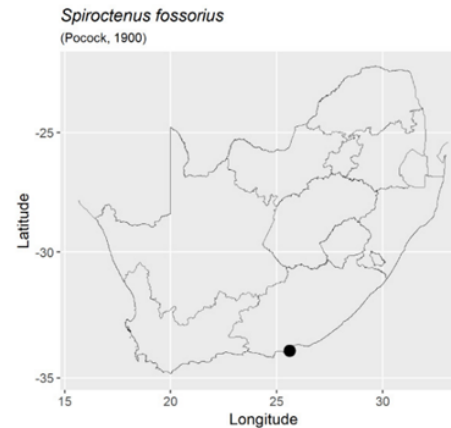 Spiroctenus fossorius
(Pocock, 1900)
-25
-30
-35
Latitude
15 20 25 30
Longitude